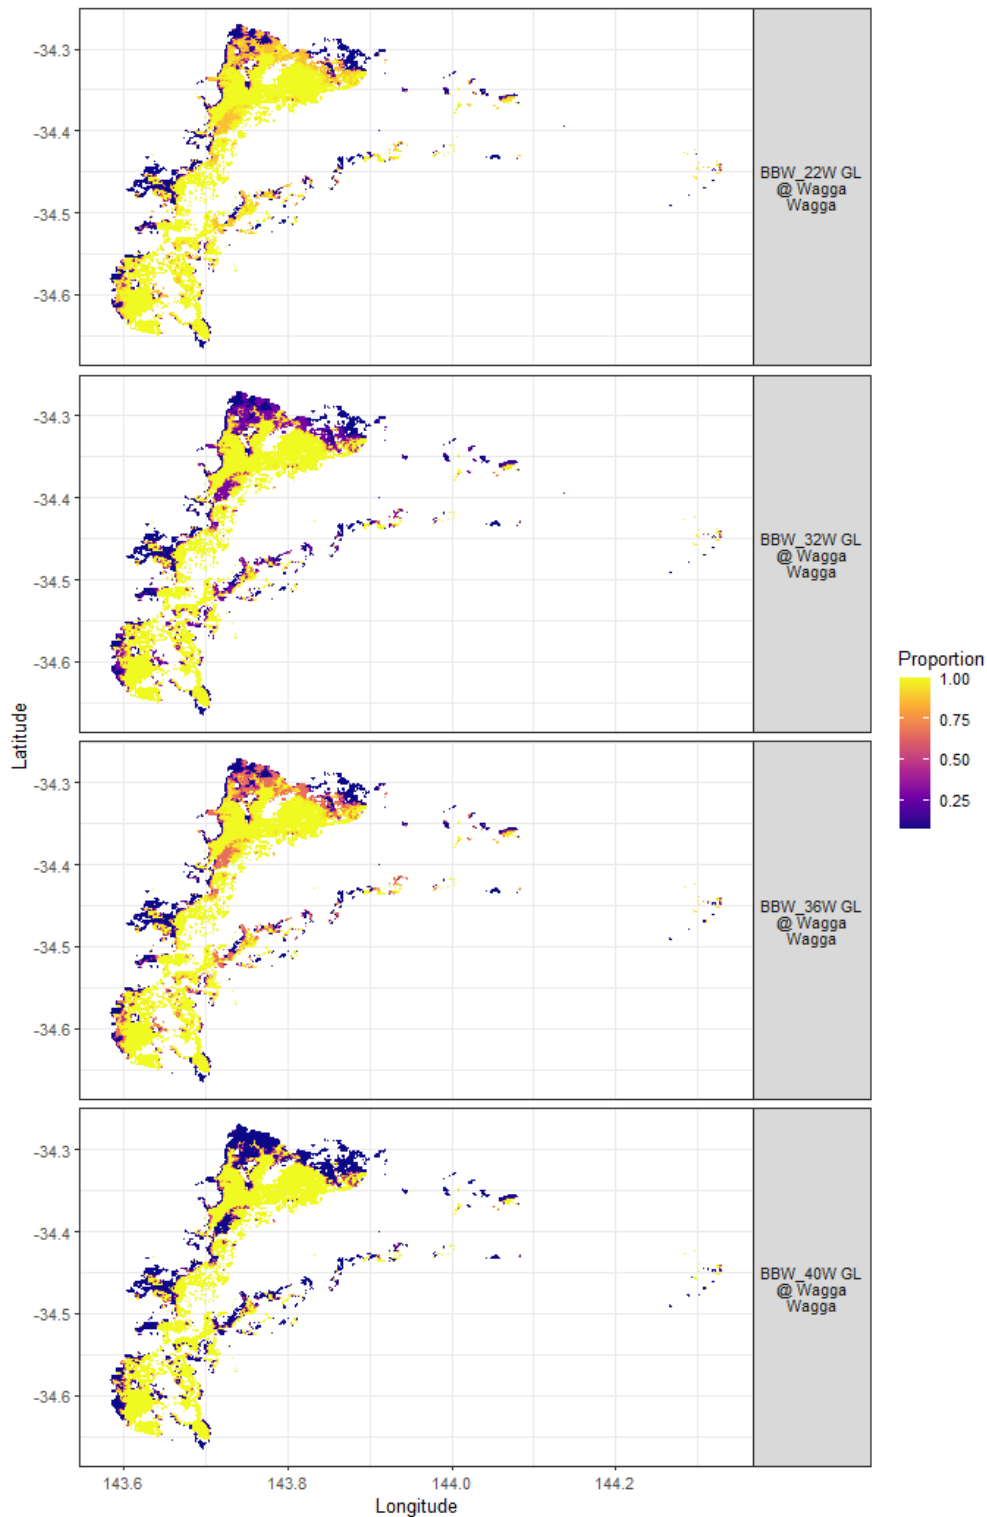 -34.3
-34.4
-34.5
-34.6
BBW_22W GL
@ Wagga
Wagga
-34.3
-34.4
-34.5
-34.6
BBW_32W GL
@ Wagga
Wagga
Latitude
Proportion
1.00
0.75
0.50
0.25
-34.3
-34.4
-34.5
-34.6
BBW_36W GL
@ Wagga
Wagga
-34.3
-34.4
-34.5
-34.6
BBW_40W GL
@ Wagga
Wagga
143.6 143.8 144.0 144.2
Longitude